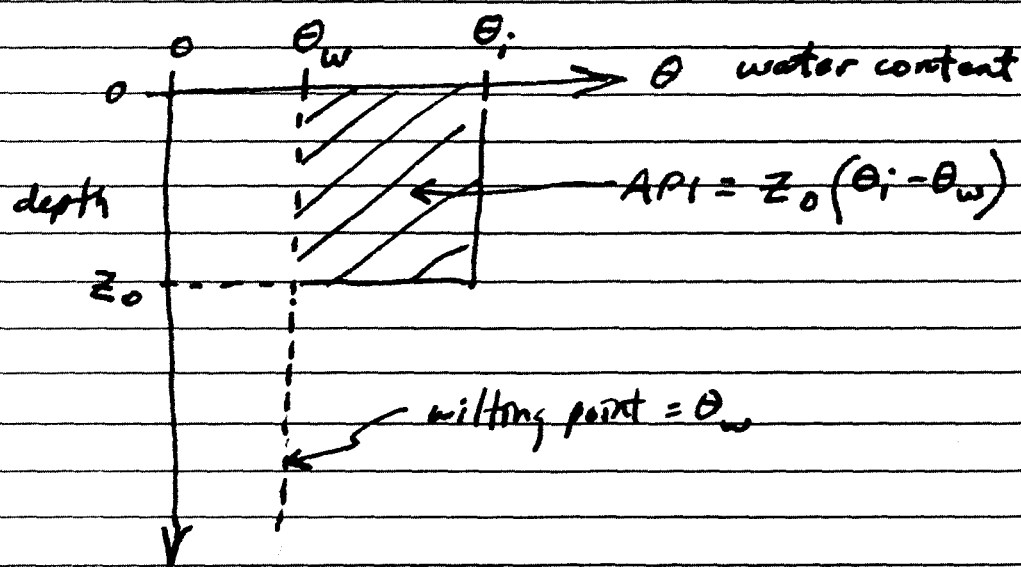 0 θw θi
0 θ water content
depth API = Z0(θi - θw)
Z0
wilting point = θw